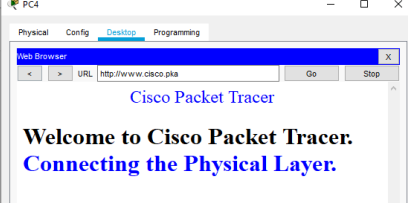 PC4
Physical Config Desktop Programming
Web Browser X
< > URL http://www.cisco.pka Go Stop
Cisco Packet Tracer
Welcome to Cisco Packet Tracer.
Connecting the Physical Layer.